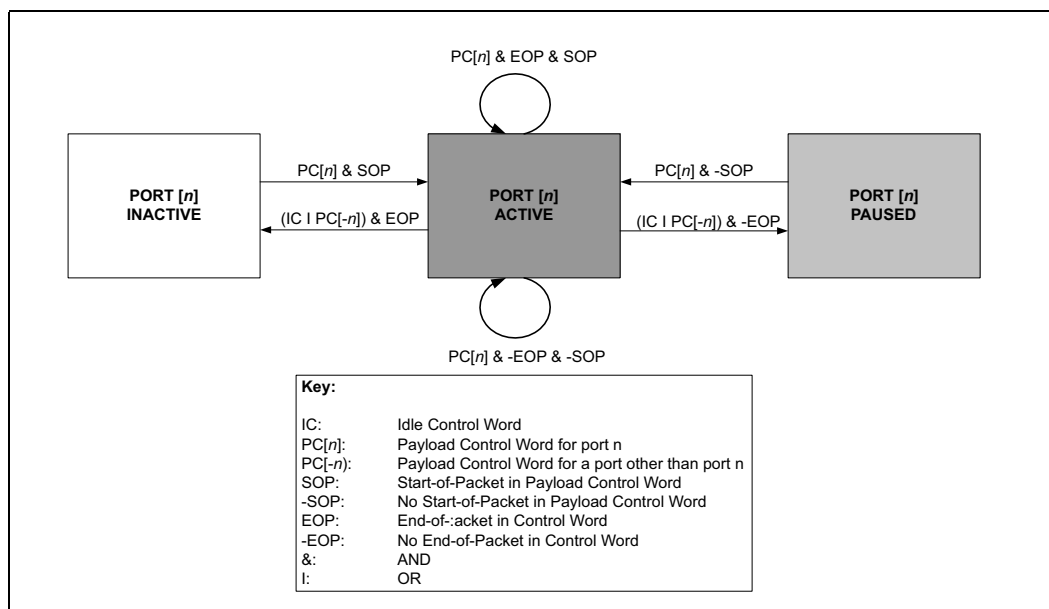 PC[n] & EOP & SOP
PORT [n]
INACTIVE
PC[n] & SOP
(IC I PC[-n]) & EOP
PORT [n]
ACTIVE
PC[n] & -SOP
(IC I PC[-n]) & -EOP
PORT [n]
PAUSED
PC[n] & -EOP & -SOP
Key:
IC: Idle Control Word
PC[n]: Payload Control Word for port n
PC[-n): Payload Control Word for a port other than port n
SOP: Start-of-Packet in Payload Control Word
-SOP: No Start-of-Packet in Payload Control Word
EOP: End-of-:acket in Control Word
-EOP: No End-of-Packet in Control Word
&: AND
I: OR